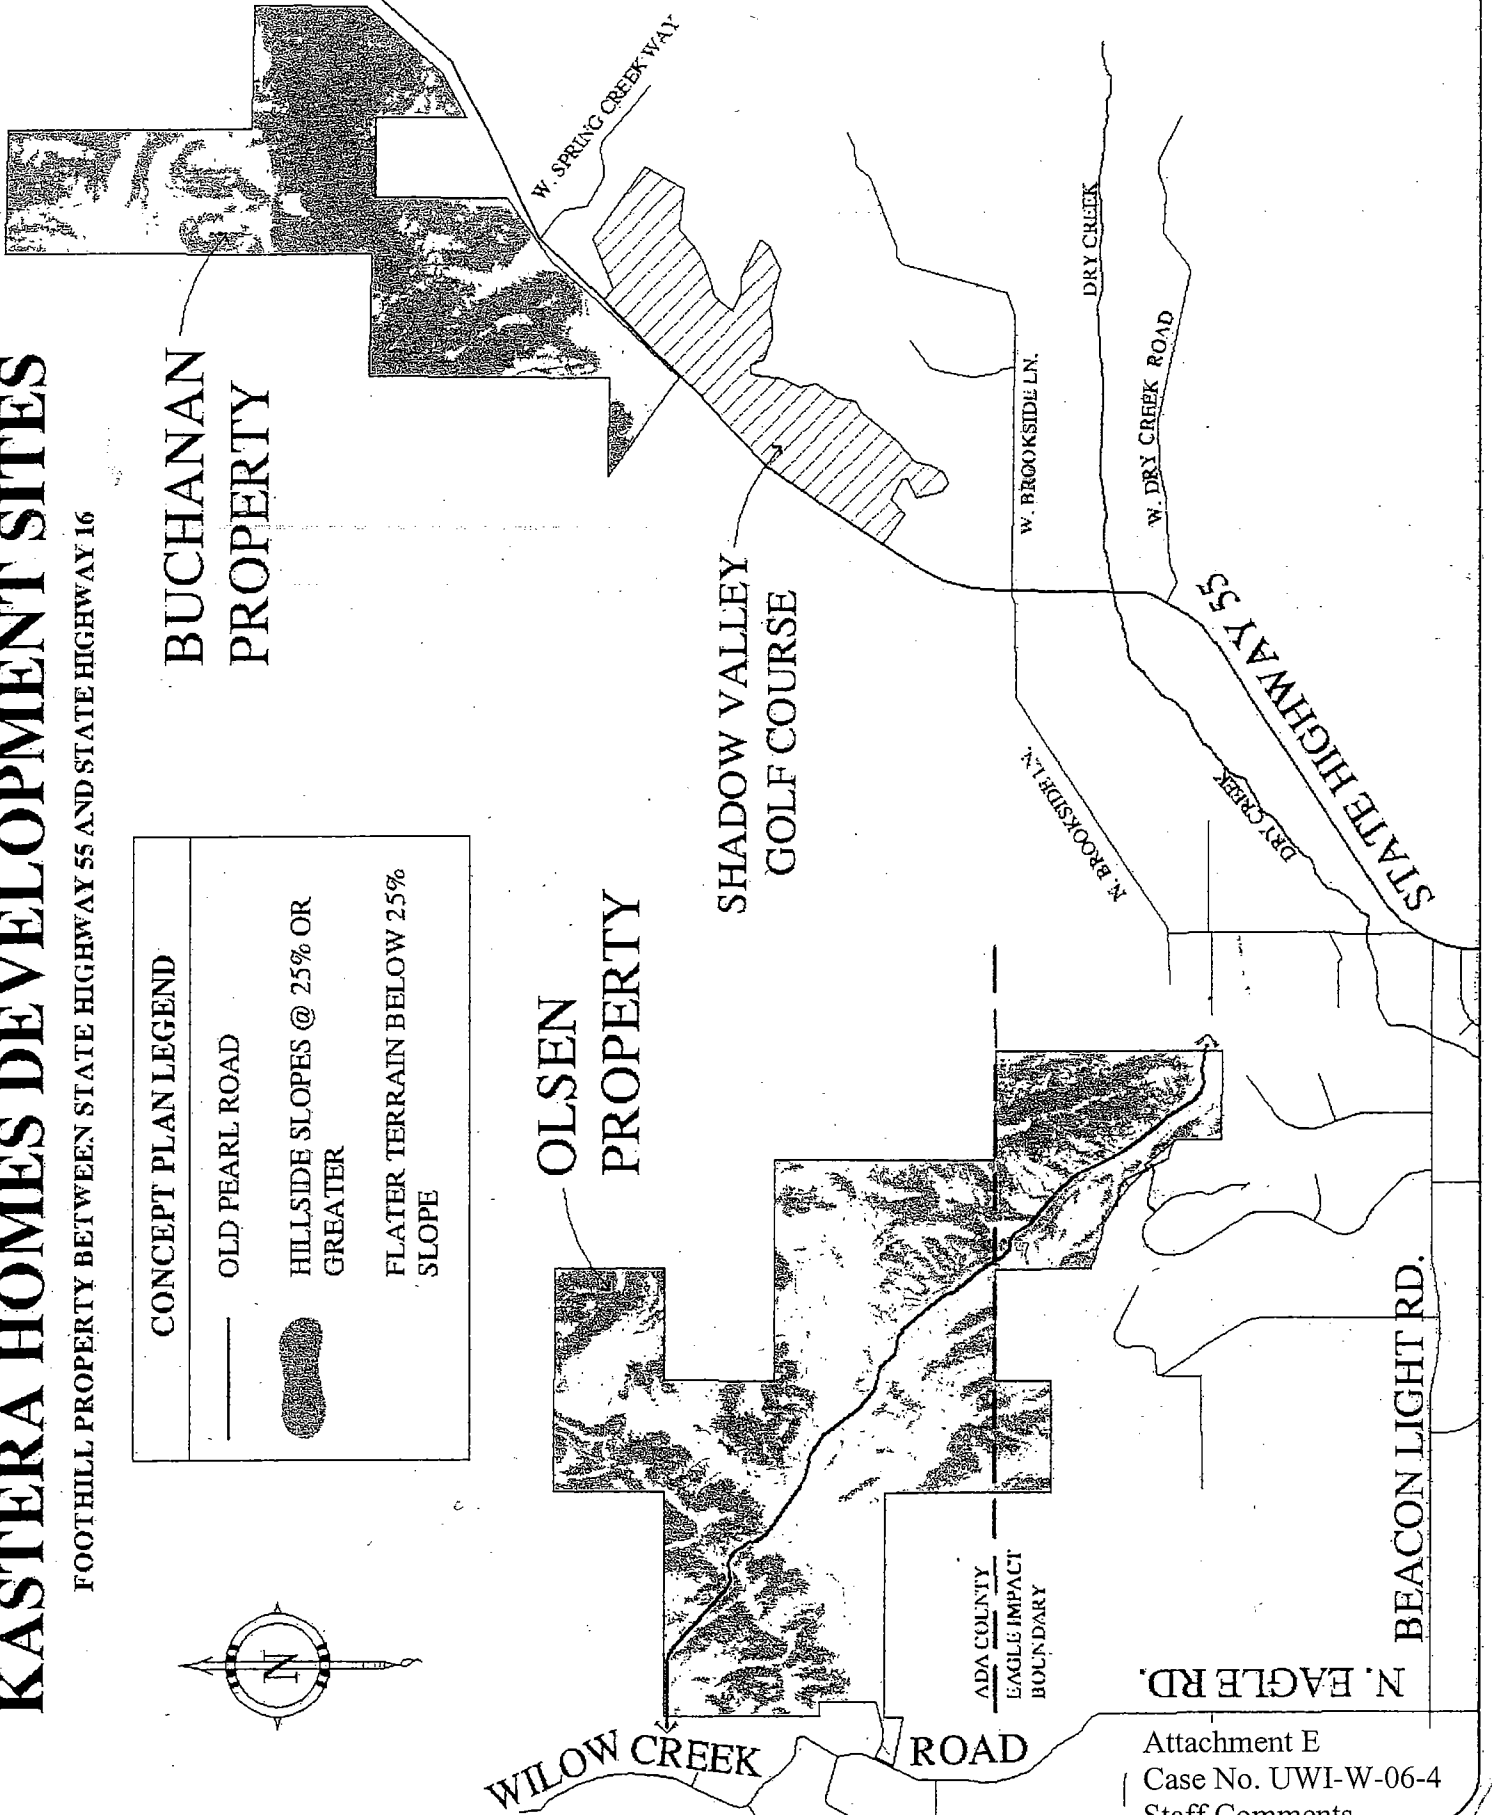 KASTERA HOMES DEVELOPMENT SITES
FOOTHILL PROPERTY BETWEEN STATE HIGHWAY 55 AND STATE HIGHWAY 16
CONCEPT PLAN LEGEND
OLD PEARL ROAD
HILLSIDE SLOPES @ 25% OR
GREATER
FLATER TERRAIN BELOW 25%
SLOPE
N
BUCHANAN
PROPERTY
W. SPRING CREEK WAY
SHADOW VALLEY
GOLF COURSE
OLSEN
PROPERTY
W. BROOKSIDE LN.
N. BROOKSIDE LN.
DRY CREEK
W. DRY CREEK ROAD
DRY CREEK
STATE HIGHWAY 55
ADA COUNTY
EAGLE IMPACT
BOUNDARY
BEACON LIGHT RD.
N. EAGLE RD.
WILOW CREEK
ROAD
Attachment E
Case No. UWI-W-06-4
Staff Comments